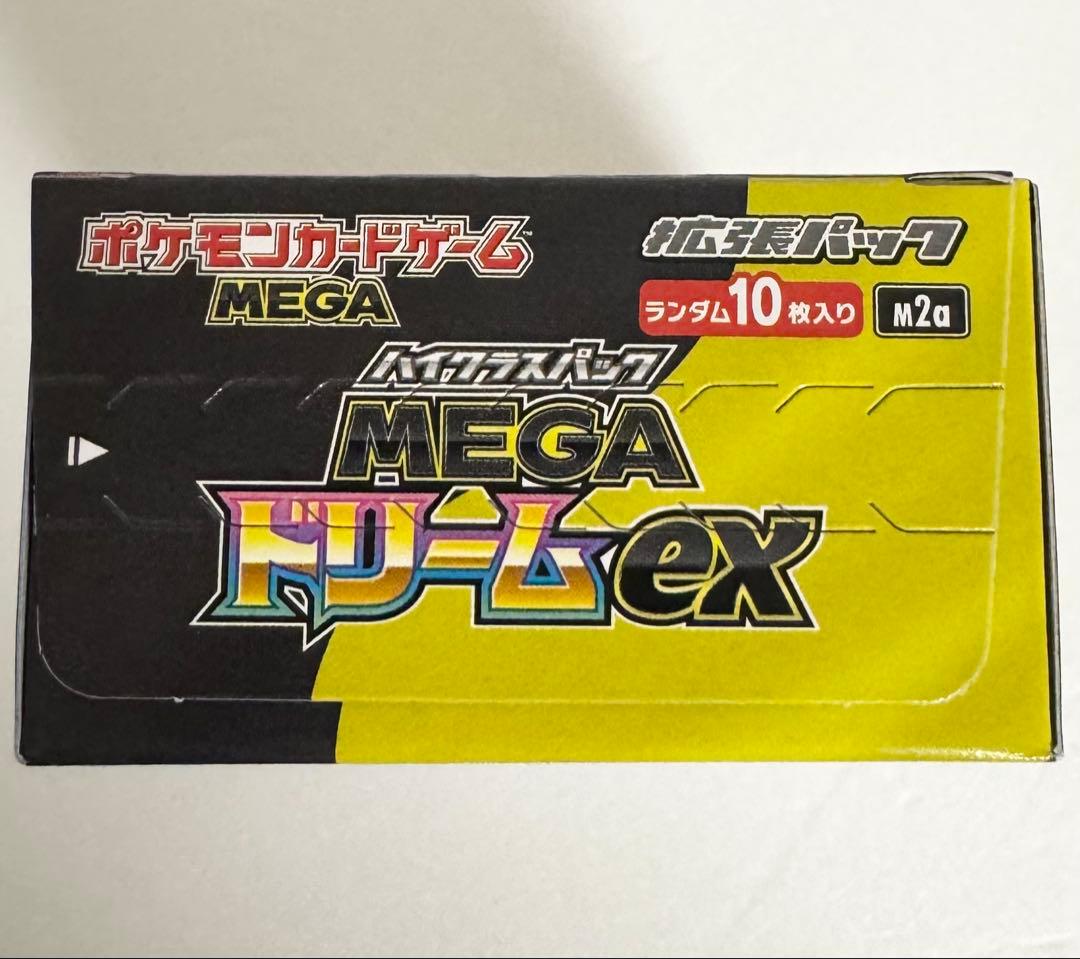 ポケモンカードゲーム™
MEGA
拡張パック
ランダム10枚入り
M2a
ハイクラスパック
MEGA
ドリームex